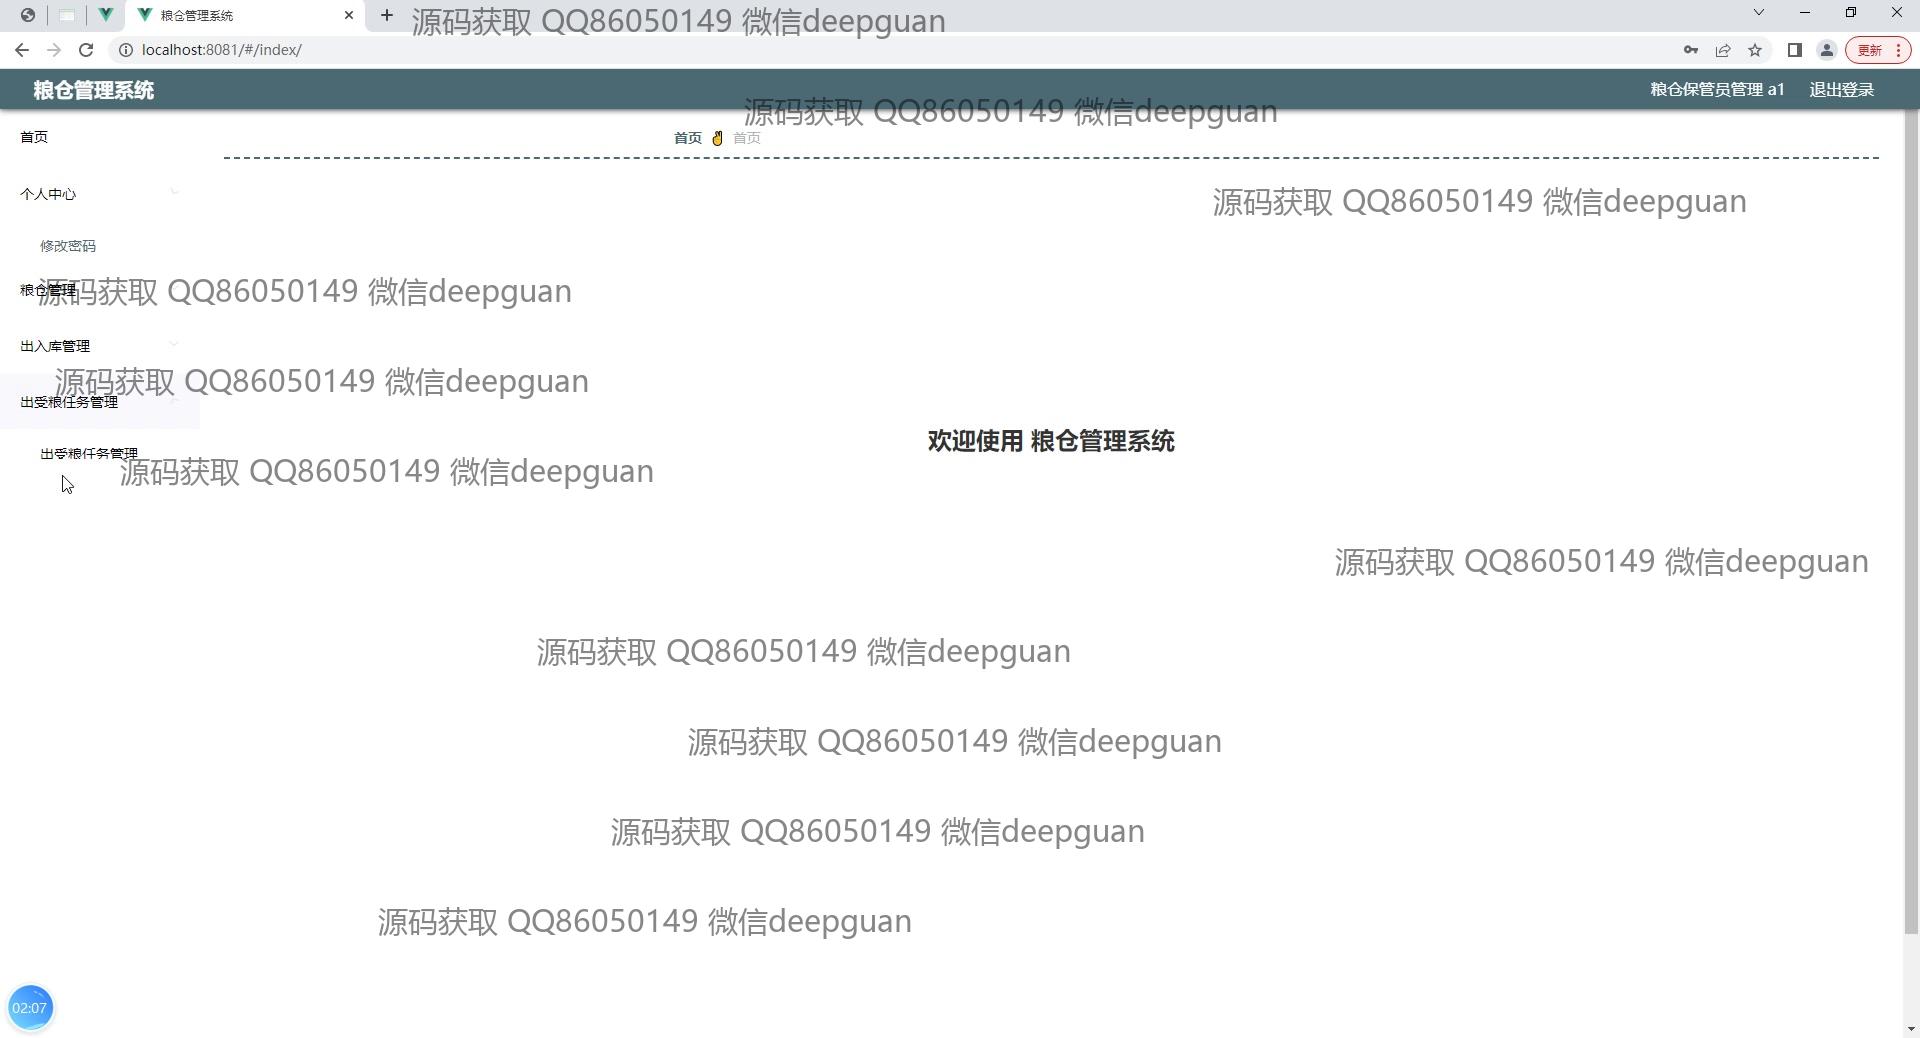 粮仓管理系统
源码获取 QQ86050149 微信deepguan
localhost:8081/#/index/
更新
粮仓管理系统
粮仓保管员管理 a1
退出登录
源码获取 QQ86050149 微信deepguan
首页
首页
首页
个人中心
源码获取 QQ86050149 微信deepguan
修改密码
粮仓管理
源码获取 QQ86050149 微信deepguan
出入库管理
源码获取 QQ86050149 微信deepguan
出受粮任务管理
欢迎使用 粮仓管理系统
出受粮任务管理
源码获取 QQ86050149 微信deepguan
源码获取 QQ86050149 微信deepguan
源码获取 QQ86050149 微信deepguan
源码获取 QQ86050149 微信deepguan
源码获取 QQ86050149 微信deepguan
源码获取 QQ86050149 微信deepguan
02:07